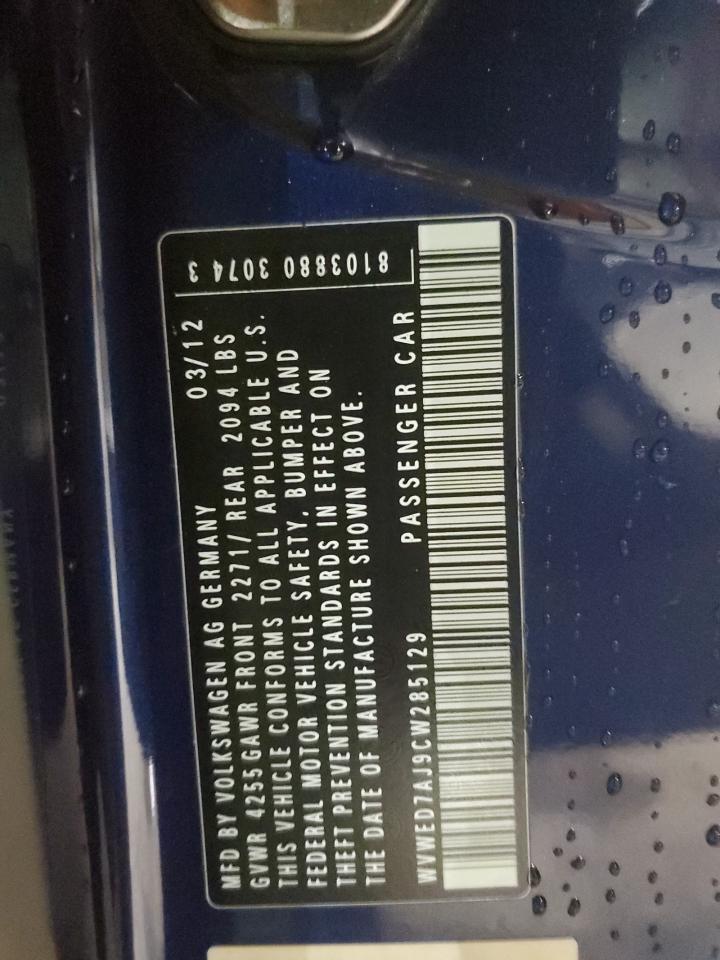 MFD BY VOLKSWAGEN AG GERMANY 03/12
GVWR 4255 GAWR FRONT 2271/ REAR 2094 LBS
THIS VEHICLE CONFORMS TO ALL APPLICABLE U.S.
FEDERAL MOTOR VEHICLE SAFETY, BUMPER AND
THEFT PREVENTION STANDARDS IN EFFECT ON
THE DATE OF MANUFACTURE SHOWN ABOVE.
WVWED7AJ9CW285129 PASSENGER CAR
8103880 3074 3